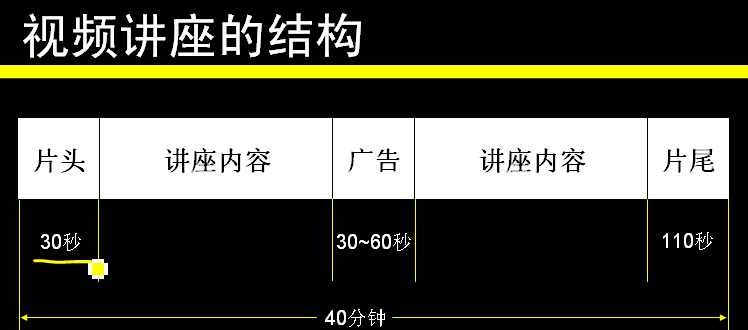 视频讲座的结构
片头 讲座内容 广告 讲座内容 片尾
30秒 30~60秒 110秒
40分钟